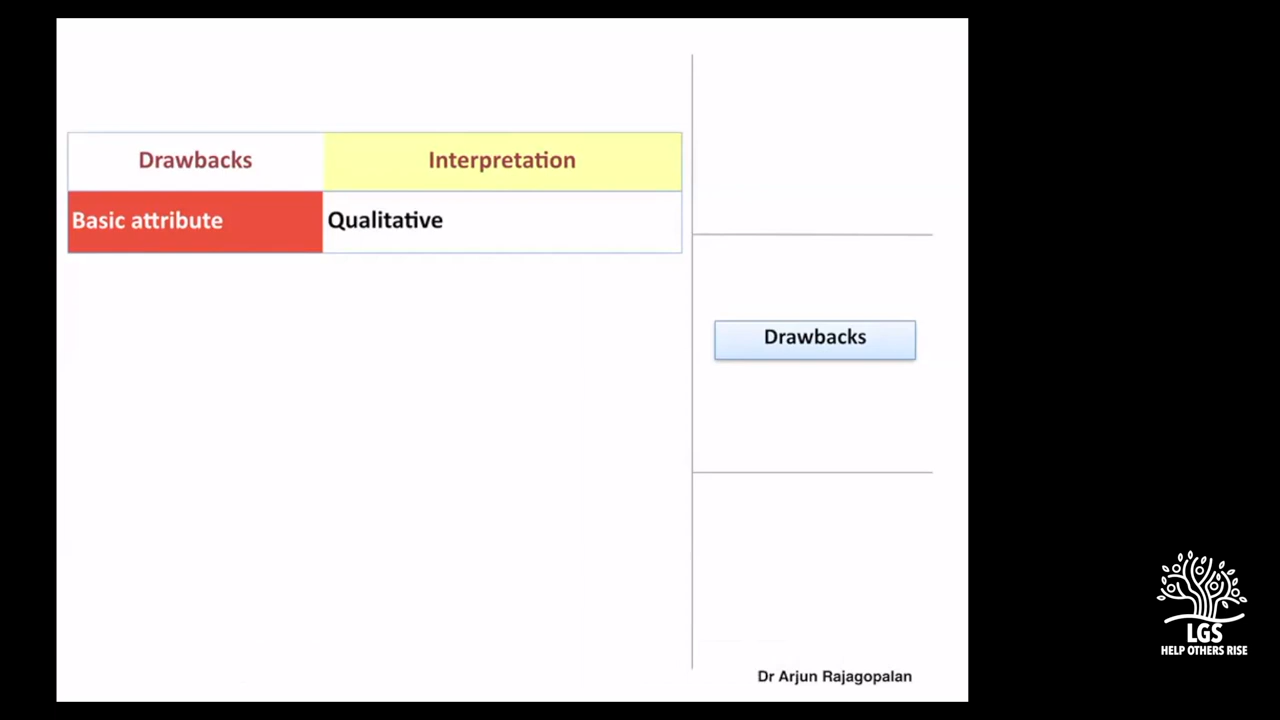 Drawbacks
Interpretation
Basic attribute
Qualitative
Drawbacks
Dr Arjun Rajagopalan
LGS
HELP OTHERS RISE